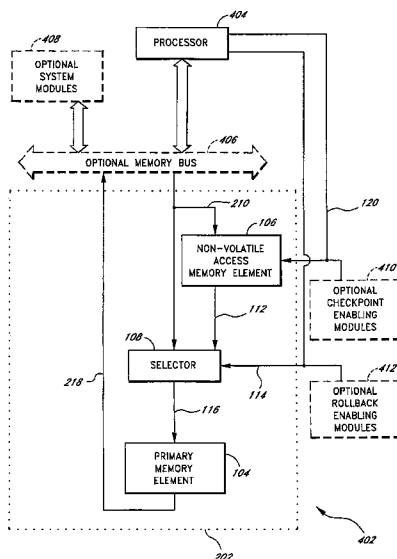 408
404
OPTIONAL
SYSTEM
MODULES
PROCESSOR
406
OPTIONAL MEMORY BUS
210
106
120
NON-VOLATILE
ACCESS
MEMORY ELEMENT
410
OPTIONAL
CHECKPOINT
ENABLING
MODULES
112
108
SELECTOR
218
114
412
OPTIONAL
ROLLBACK
ENABLING
MODULES
116
PRIMARY
MEMORY
ELEMENT
104
402
202